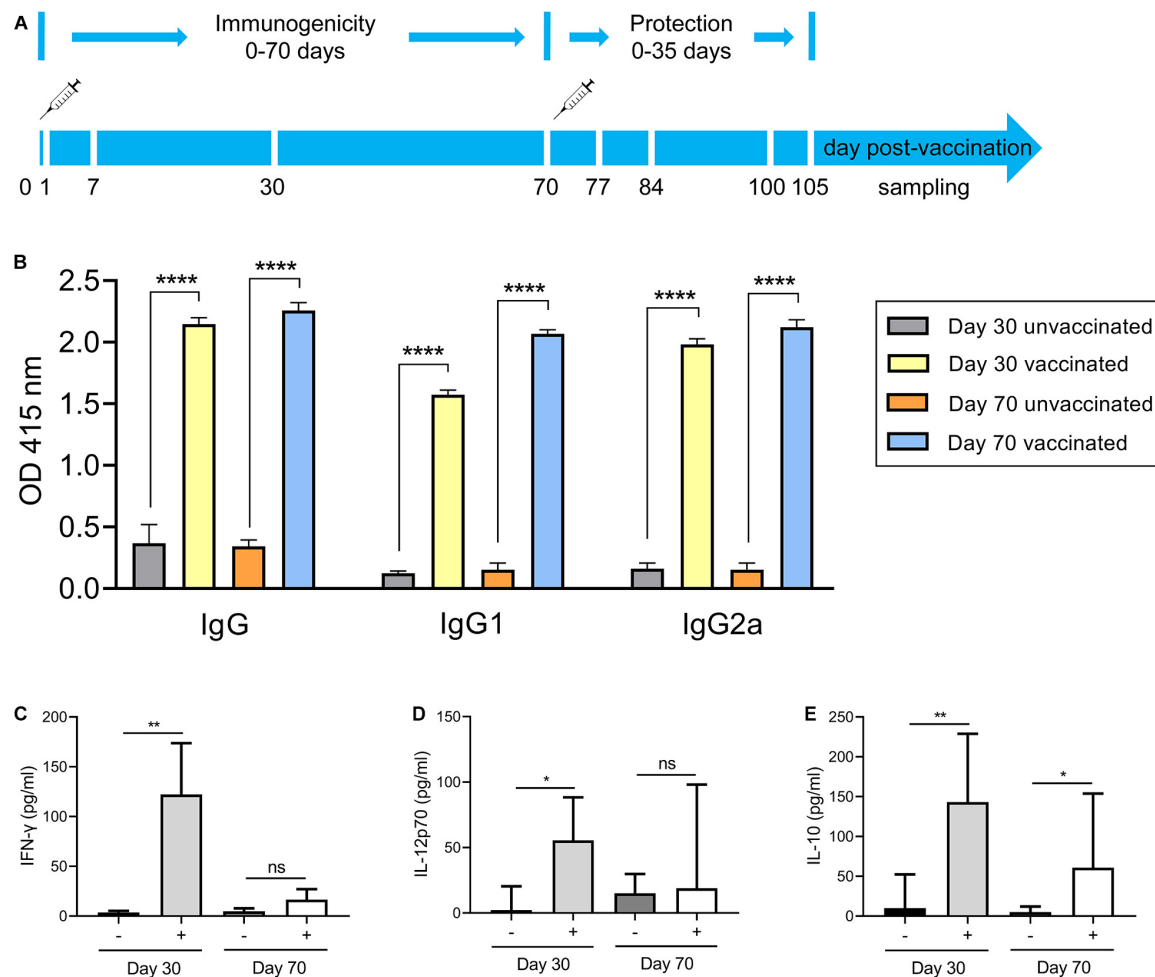 A
Immunogenicity
0-70 days
Protection
0-35 days
day post-vaccination
0 1 7 30 70 77 84 100 105 sampling
B
OD 415 nm
2.5
2.0
1.5
1.0
0.5
0.0
**** **** **** **** **** ****
IgG IgG1 IgG2a
Day 30 unvaccinated
Day 30 vaccinated
Day 70 unvaccinated
Day 70 vaccinated
C
IFN-γ (pg/ml)
200
150
100
50
0
** ns
- + - +
Day 30 Day 70
D
IL-12p70 (pg/ml)
150
100
50
0
* ns
- + - +
Day 30 Day 70
E
IL-10 (pg/ml)
250
200
150
100
50
0
** *
- + - +
Day 30 Day 70